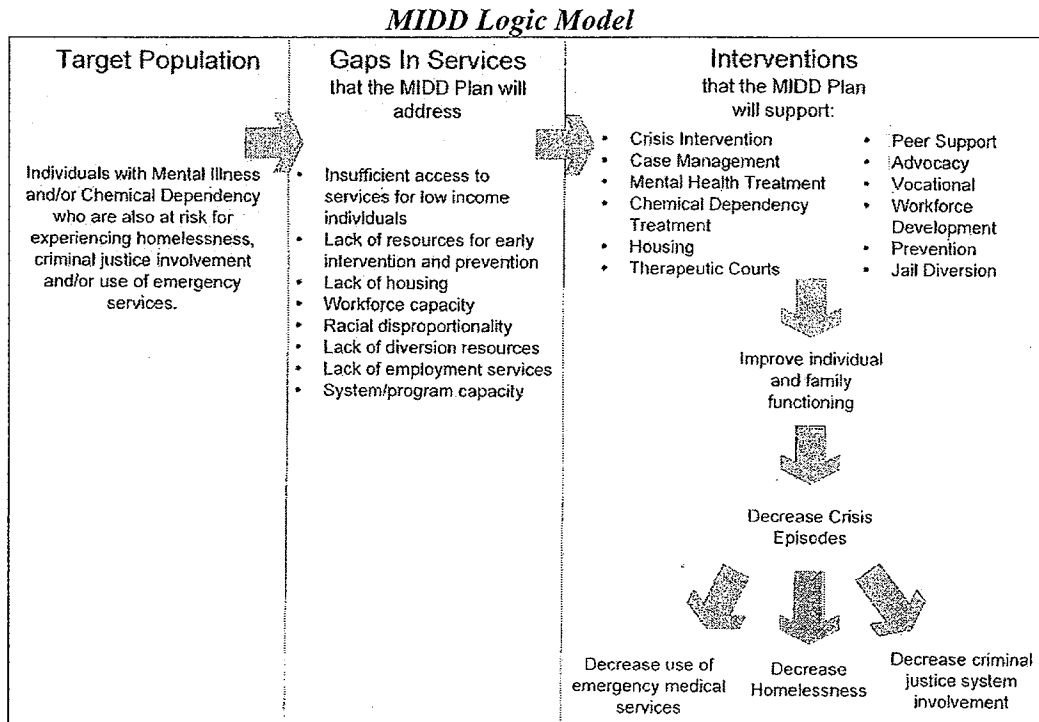 MIDD Logic Model
Target Population
Individuals with Mental Illness
and/or Chemical Dependency
who are also at risk for
experiencing homelessness,
criminal justice involvement
and/or use of emergency
services.
Gaps In Services
that the MIDD Plan will
address
• Insufficient access to
services for low income
individuals
• Lack of resources for early
intervention and prevention
• Lack of housing
• Workforce capacity
• Racial disproportionality
• Lack of diversion resources
• Lack of employment services
• System/program capacity
Interventions
that the MIDD Plan
will support:
• Crisis Intervention
• Case Management
• Mental Health Treatment
• Chemical Dependency
Treatment
• Housing
• Therapeutic Courts
• Peer Support
• Advocacy
• Vocational
• Workforce
Development
• Prevention
• Jail Diversion
Improve individual
and family
functioning
Decrease Crisis
Episodes
Decrease use of
emergency medical
services
Decrease
Homelessness
Decrease criminal
justice system
involvement